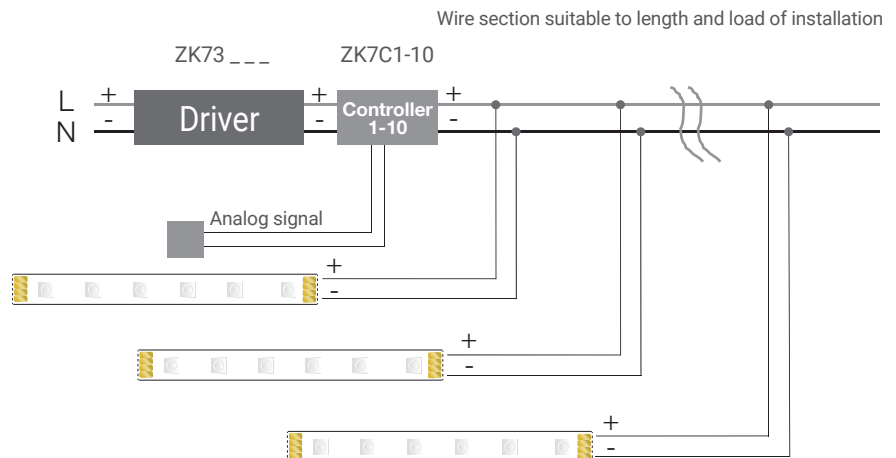 Wire section suitable to length and load of installation
ZK73 _ _ _ ZK7C1-10
L + + +
Driver Controller
1-10
N - - -
Analog signal
+
-
+
-
+
-